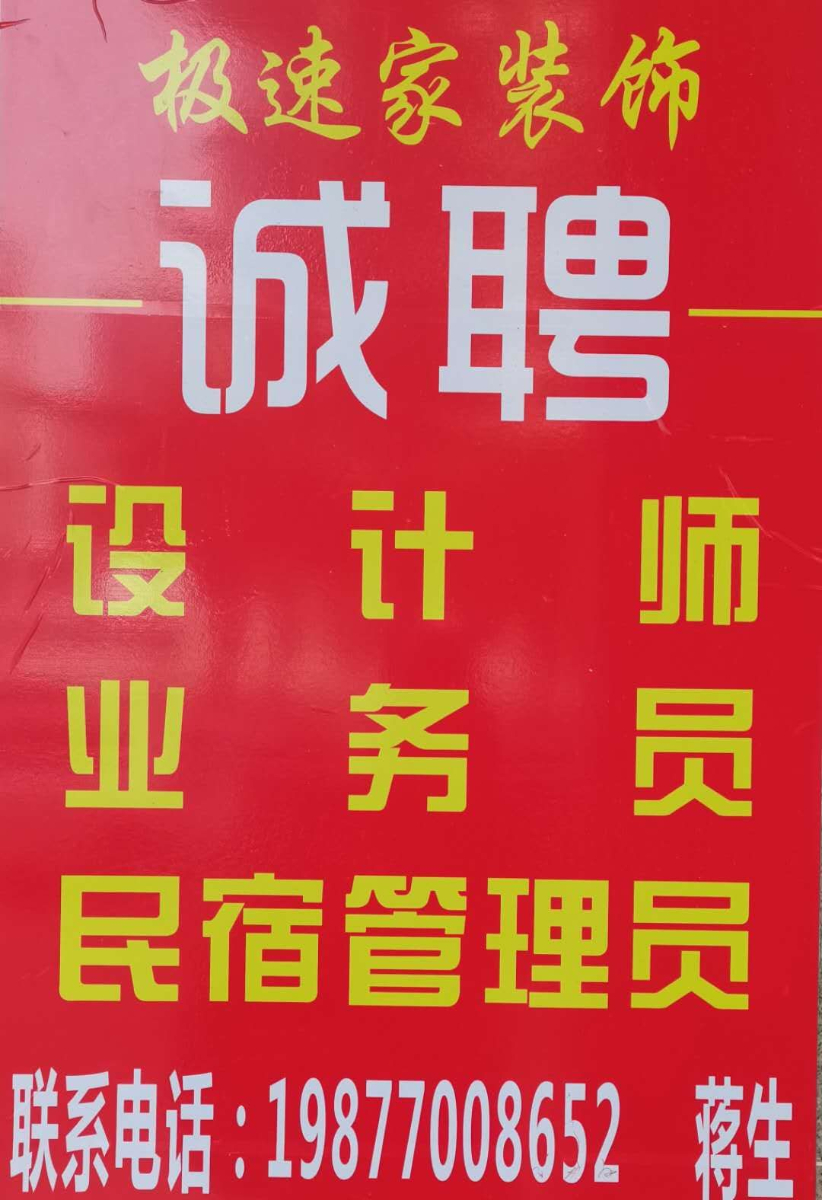 极速家装饰
诚聘
设计师
业务员
民宿管理员
联系电话：19877008652 蒋生